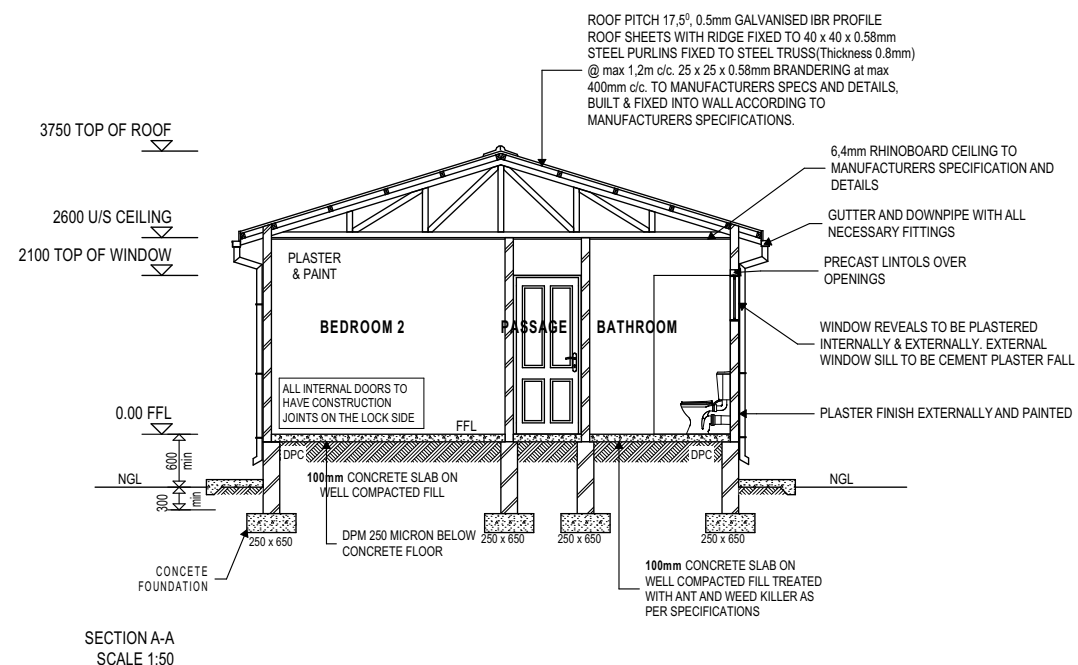 ROOF PITCH 17,5⁰, 0.5mm GALVANISED IBR PROFILE
ROOF SHEETS WITH RIDGE FIXED TO 40 x 40 x 0.58mm
STEEL PURLINS FIXED TO STEEL TRUSS(Thickness 0.8mm)
@ max 1,2m c/c. 25 x 25 x 0.58mm BRANDERING at max
400mm c/c. TO MANUFACTURERS SPECS AND DETAILS,
BUILT & FIXED INTO WALL ACCORDING TO
MANUFACTURERS SPECIFICATIONS.
3750 TOP OF ROOF
6,4mm RHINOBOARD CEILING TO
MANUFACTURERS SPECIFICATION AND
DETAILS
2600 U/S CEILING
GUTTER AND DOWNPIPE WITH ALL
NECESSARY FITTINGS
2100 TOP OF WINDOW
PLASTER
& PAINT
PRECAST LINTOLS OVER
OPENINGS
BEDROOM 2
PASSAGE
BATHROOM
WINDOW REVEALS TO BE PLASTERED
INTERNALLY & EXTERNALLY. EXTERNAL
WINDOW SILL TO BE CEMENT PLASTER FALL
ALL INTERNAL DOORS TO
HAVE CONSTRUCTION
JOINTS ON THE LOCK SIDE
0.00 FFL
FFL
PLASTER FINISH EXTERNALLY AND PAINTED
600
min
DPC
DPC
NGL
NGL
300
min
100mm CONCRETE SLAB ON
WELL COMPACTED FILL
250 x 650
250 x 650
250 x 650
250 x 650
DPM 250 MICRON BELOW
CONCRETE FLOOR
CONCETE
FOUNDATION
100mm CONCRETE SLAB ON
WELL COMPACTED FILL TREATED
WITH ANT AND WEED KILLER AS
PER SPECIFICATIONS
SECTION A-A
SCALE 1:50